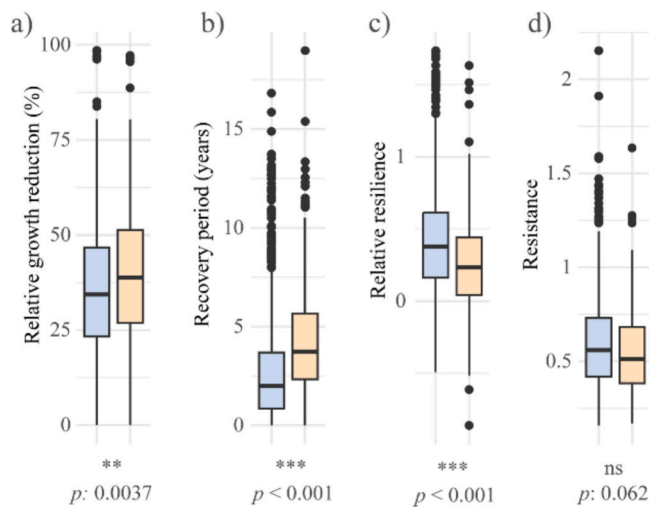 a)
Relative growth reduction (%)
100
75
50
25
0
**
p: 0.0037
b)
Recovery period (years)
15
10
5
0
***
p < 0.001
c)
Relative resilience
1
0
***
p < 0.001
d)
Resistance
2
1.5
1
0.5
ns
p: 0.062